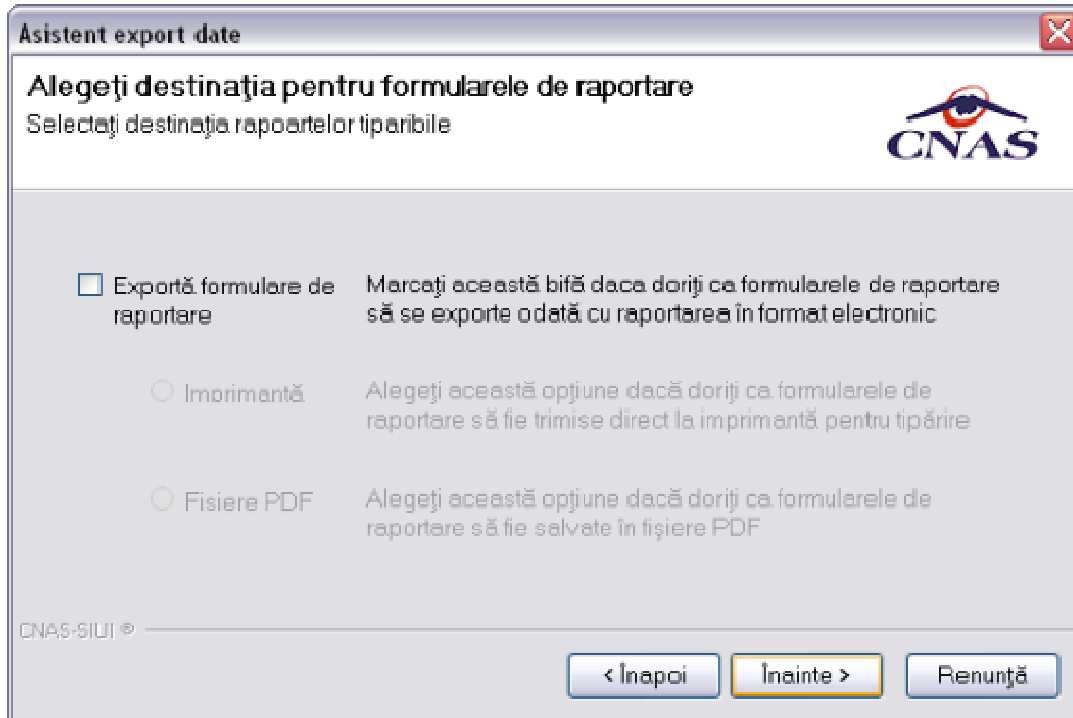 Asistent export date
Alegeţi destinaţia pentru formularele de raportare
Selectaţi destinaţia rapoartelor tiparibile
CNAS
Exportă formulare de
raportare
Marcaţi această bifă daca doriţi ca formularele de raportare
să se exporte odată cu raportarea în format electronic
Imprimantă
Alegeţi această opţiune dacă doriţi ca formularele de
raportare să fie trimise direct la imprimantă pentru tipărire
Fisiere PDF
Alegeţi această opţiune dacă doriţi ca formularele de
raportare să fie salvate în fişiere PDF
CNAS-SIUI ®
< Înapoi
Înainte >
Renunţă